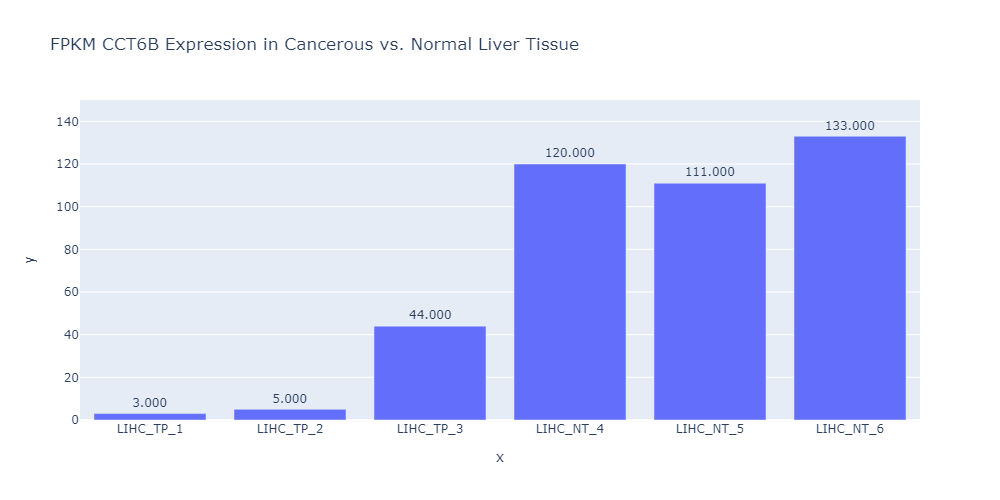 FPKM CCT6B Expression in Cancerous vs. Normal Liver Tissue
140
120
100
80
60
40
20
0
y
3.000
5.000
44.000
120.000
111.000
133.000
LIHC_TP_1
LIHC_TP_2
LIHC_TP_3
LIHC_NT_4
LIHC_NT_5
LIHC_NT_6
x